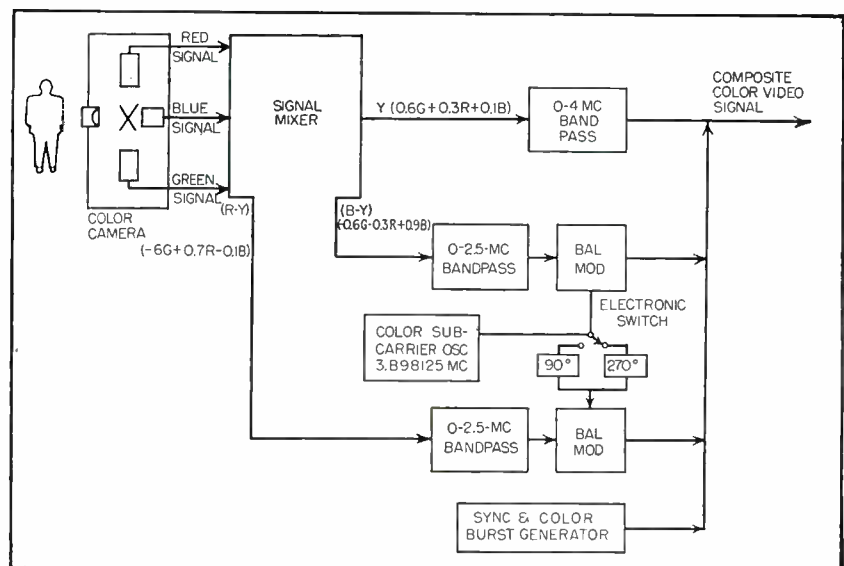 RED
SIGNAL
BLUE
SIGNAL
GREEN
SIGNAL
COLOR
CAMERA
SIGNAL
MIXER
Y (0.6G+0.3R+0.1B)
0-4 MC
BAND
PASS
COMPOSITE
COLOR VIDEO
SIGNAL
(R-Y)
(-6G+0.7R-0.1B)
(B-Y)
(-0.6G-0.3R+0.9B)
0-2.5-MC
BANDPASS
BAL
MOD
ELECTRONIC
SWITCH
COLOR SUB-
CARRIER OSC
3.898125 MC
90°
270°
0-2.5-MC
BANDPASS
BAL
MOD
SYNC & COLOR
BURST GENERATOR